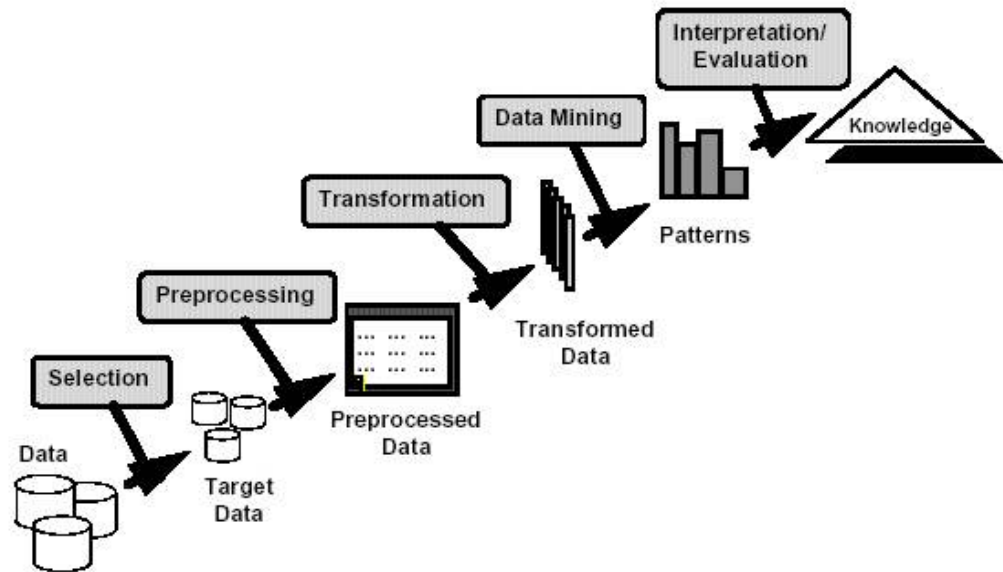 Interpretation/
Evaluation
Data Mining
Knowledge
Transformation
Patterns
Preprocessing
Transformed
Data
Selection
Preprocessed
Data
Data
Target
Data